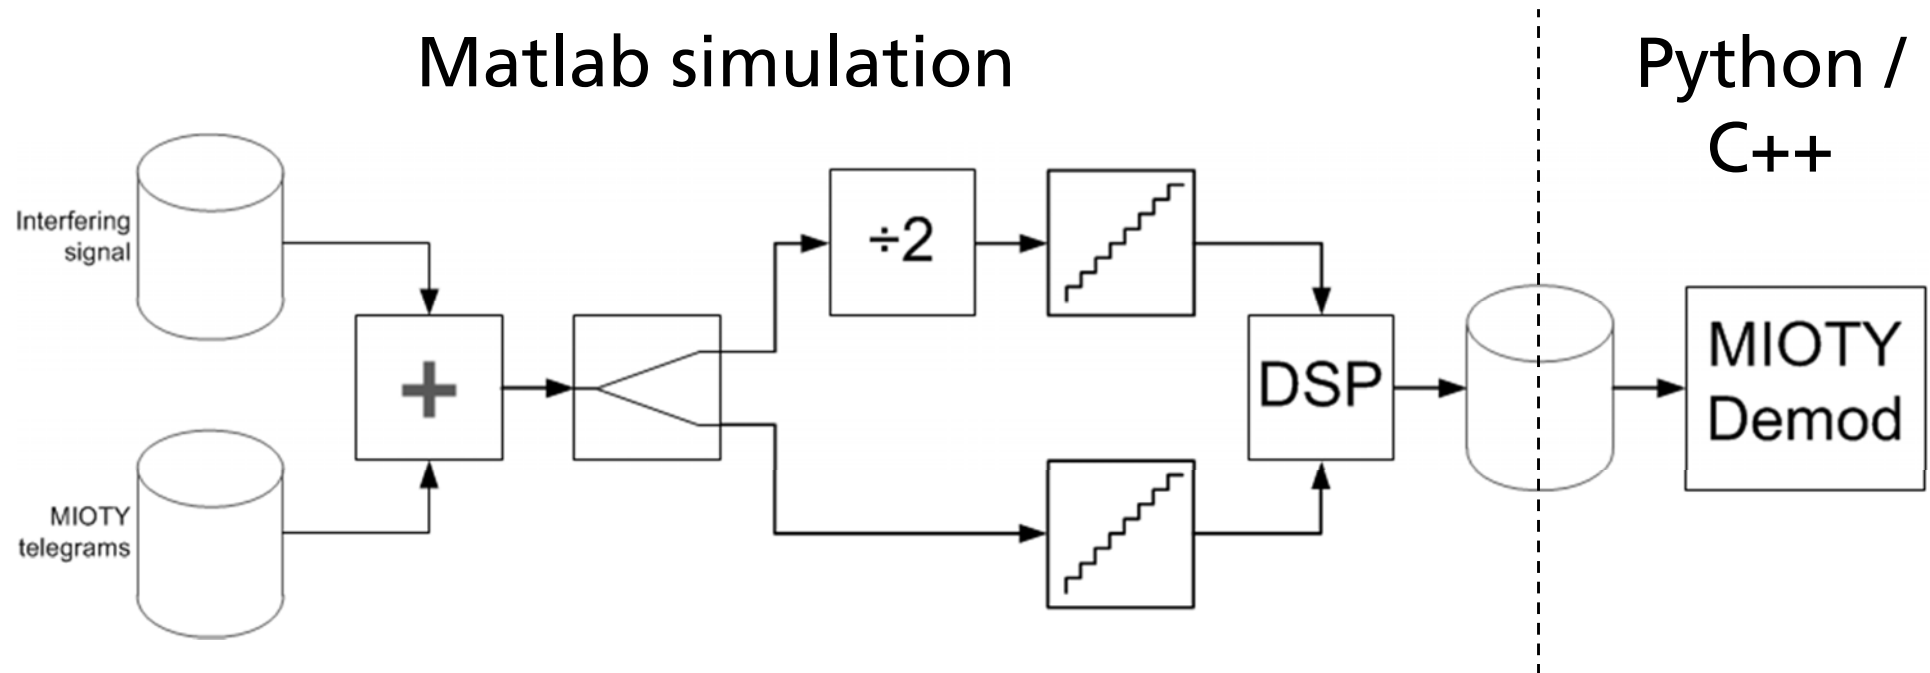 Matlab simulation
Python /
C++
Interfering
signal
÷2
+
DSP
MIOTY
Demod
MIOTY
telegrams